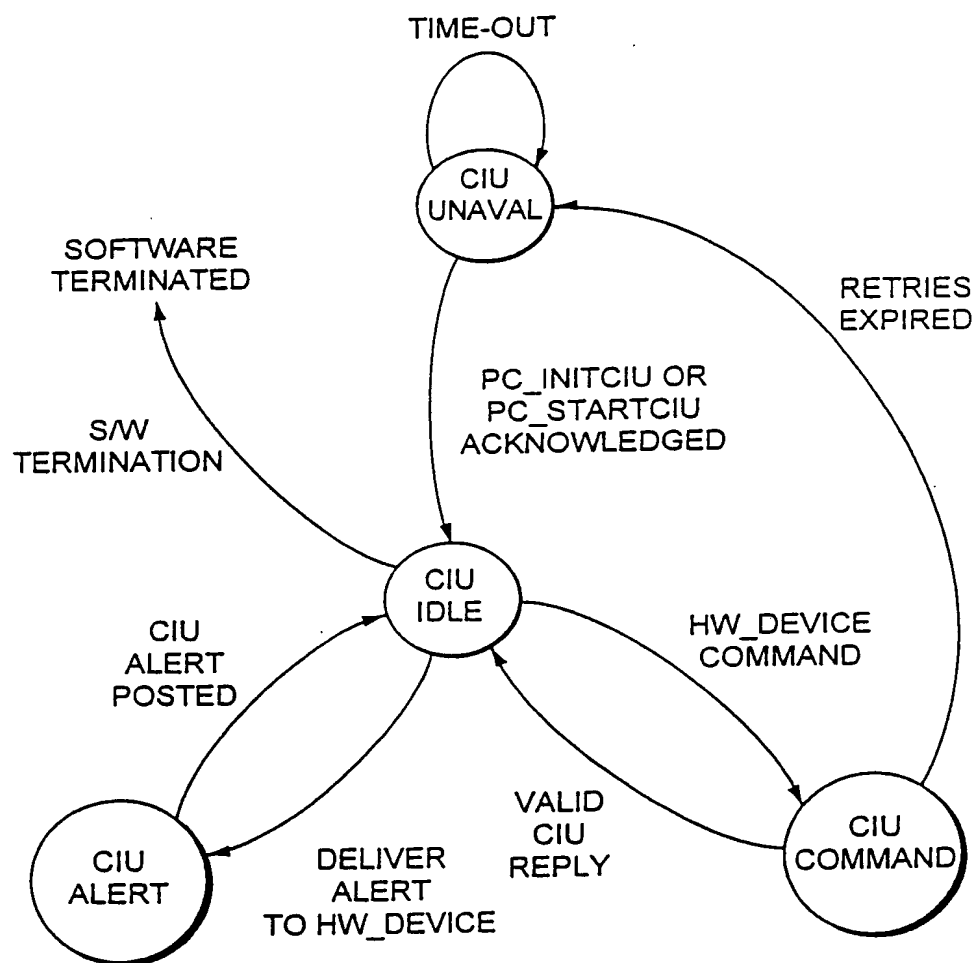 TIME-OUT
CIU
UNAVAL
SOFTWARE
TERMINATED
RETRIES
EXPIRED
PC_INITCIU OR
PC_STARTCIU
ACKNOWLEDGED
S/W
TERMINATION
CIU
IDLE
CIU
ALERT
POSTED
HW_DEVICE
COMMAND
CIU
ALERT
DELIVER
ALERT
TO HW_DEVICE
VALID
CIU
REPLY
CIU
COMMAND